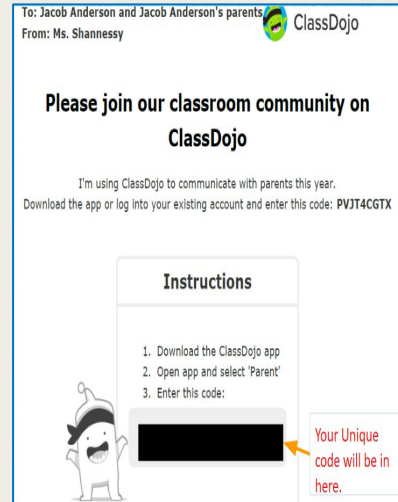 To: Jacob Anderson and Jacob Anderson's parents
From: Ms. Shannessy
ClassDojo
Please join our classroom community on
ClassDojo
I'm using ClassDojo to communicate with parents this year.
Download the app or log into your existing account and enter this code: PVJT4CGTX
Instructions
1. Download the ClassDojo app
2. Open app and select 'Parent'
3. Enter this code:
Your Unique
code will be in
here.